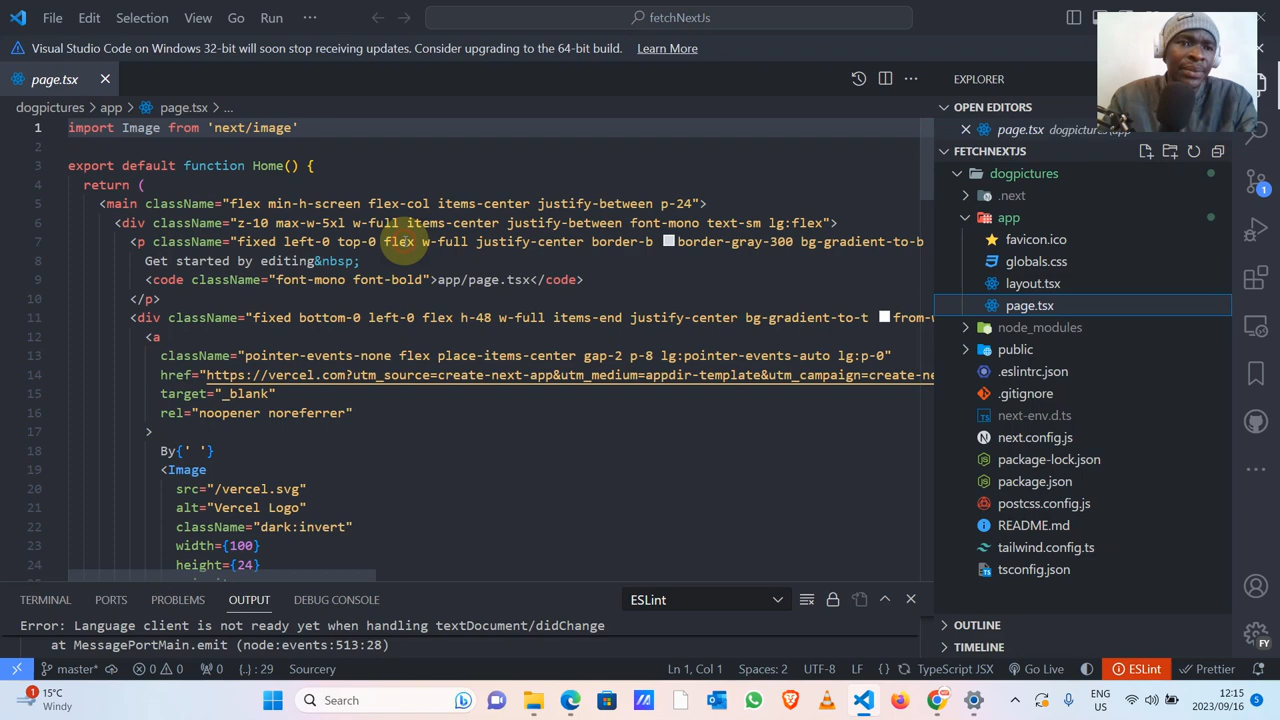 File Edit Selection View Go Run ··· fetchNextJs
Visual Studio Code on Windows 32-bit will soon stop receiving updates. Consider upgrading to the 64-bit build. Learn More
page.tsx
dogpictures > app > page.tsx > ...
1 import Image from 'next/image'
2
3 export default function Home() {
4 return (
5 <main className="flex min-h-screen flex-col items-center justify-between p-24">
6 <div className="z-10 max-w-5xl w-full items-center justify-between font-mono text-sm lg:flex">
7 <p className="fixed left-0 top-0 flex w-full justify-center border-b border-gray-300 bg-gradient-to-b
8 Get started by editing&nbsp;
9 <code className="font-mono font-bold">app/page.tsx</code>
10 </p>
11 <div className="fixed bottom-0 left-0 flex h-48 w-full items-end justify-center bg-gradient-to-t from-w
12 <a
13 className="pointer-events-none flex place-items-center gap-2 p-8 lg:pointer-events-auto lg:p-0"
14 href="https://vercel.com?utm_source=create-next-app&utm_medium=appdir-template&utm_campaign=create-ne
15 target="_blank"
16 rel="noopener noreferrer"
17 >
18 By{' '}
19 <Image
20 src="/vercel.svg"
21 alt="Vercel Logo"
22 className="dark:invert"
23 width={100}
24 height={24}
EXPLORER
OPEN EDITORS
page.tsx dogpictures\app
FETCHNEXTJS
dogpictures
.next
app
favicon.ico
globals.css
layout.tsx
page.tsx
node_modules
public
.eslintrc.json
.gitignore
next-env.d.ts
next.config.js
package-lock.json
package.json
postcss.config.js
README.md
tailwind.config.ts
tsconfig.json
OUTLINE
TIMELINE
TERMINAL PORTS PROBLEMS OUTPUT DEBUG CONSOLE ESLint
Error: Language client is not ready yet when handling textDocument/didChange
at MessagePortMain.emit (node:events:513:28)
master* 0 0 0 {.} : 29 Sourcery Ln 1, Col 1 Spaces: 2 UTF-8 LF {} TypeScript JSX Go Live ESLint Prettier
1 15°C
Windy
Search
ENG
US
12:15
2023/09/16
5